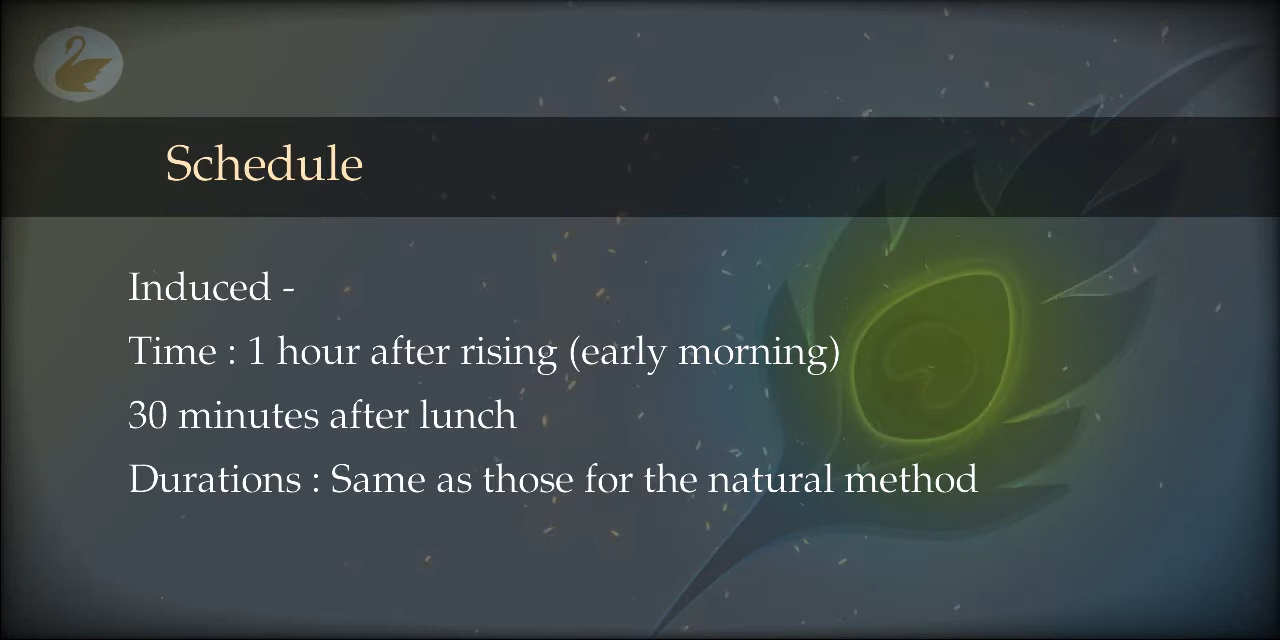 Schedule
Induced -
Time : 1 hour after rising (early morning)
30 minutes after lunch
Durations : Same as those for the natural method